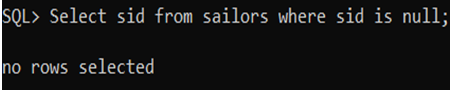 SQL> Select sid from sailors where sid is null;
no rows selected